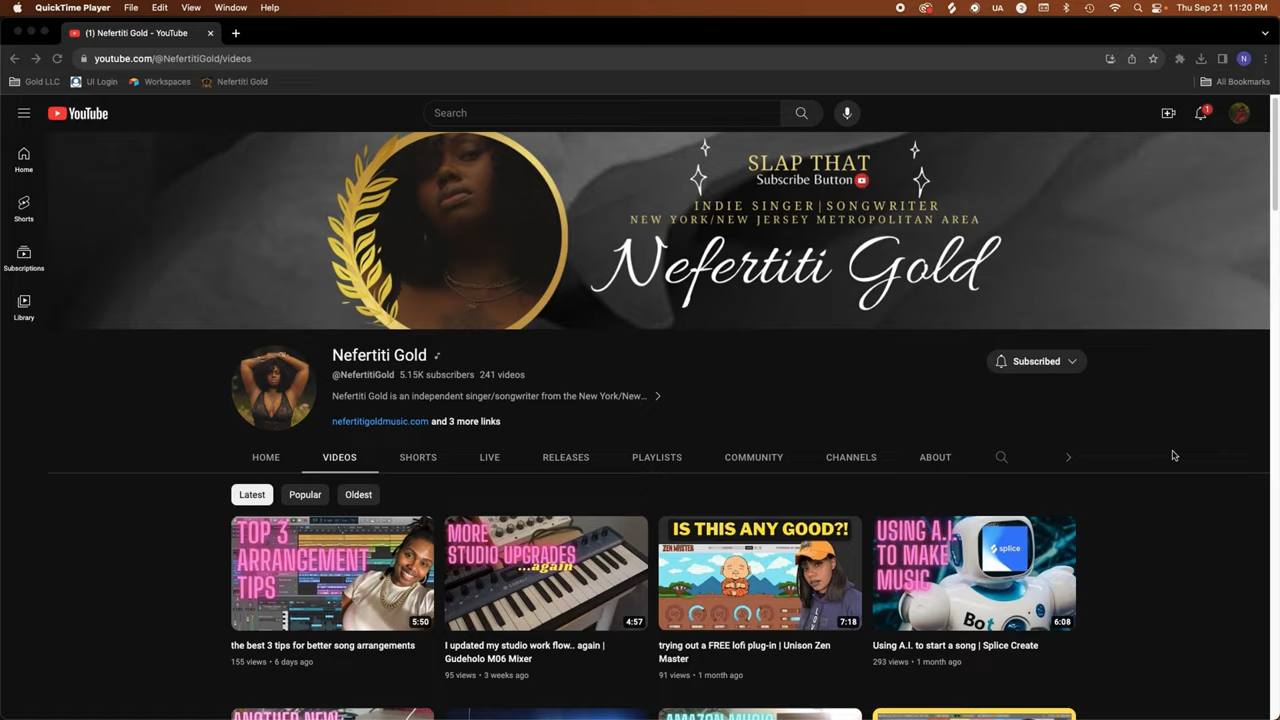 QuickTime Player File Edit View Window Help
UA
Thu Sep 21 11:20 PM
(1) Nefertiti Gold - YouTube
youtube.com/@NefertitiGold/videos
N
Gold LLC UI Login Workspaces Nefertiti Gold
All Bookmarks
YouTube
Search
1
Home
Shorts
Subscriptions
Library
SLAP THAT
Subscribe Button
INDIE SINGER|SONGWRITER
NEW YORK/NEW JERSEY METROPOLITAN AREA
Nefertiti Gold
Nefertiti Gold
@NefertitiGold 5.15K subscribers 241 videos
Nefertiti Gold is an independent singer/songwriter from the New York/New...
nefertitigoldmusic.com and 3 more links
Subscribed
HOME VIDEOS SHORTS LIVE RELEASES PLAYLISTS COMMUNITY CHANNELS ABOUT
Latest Popular Oldest
TOP 3
ARRANGEMENT
TIPS
5:50
the best 3 tips for better song arrangements
155 views • 6 days ago
MORE
STUDIO UPGRADES
...again
4:57
I updated my studio work flow.. again |
Gudeholo M06 Mixer
95 views • 3 weeks ago
IS THIS ANY GOOD?!
ZEN MASTER
7:18
trying out a FREE lofi plug-in | Unison Zen
Master
91 views • 1 month ago
USING A.I.
TO MAKE
MUSIC
splice
Bot
6:08
Using A.I. to start a song | Splice Create
293 views • 1 month ago
ANOTHER NEW
AMAZON MUSIC